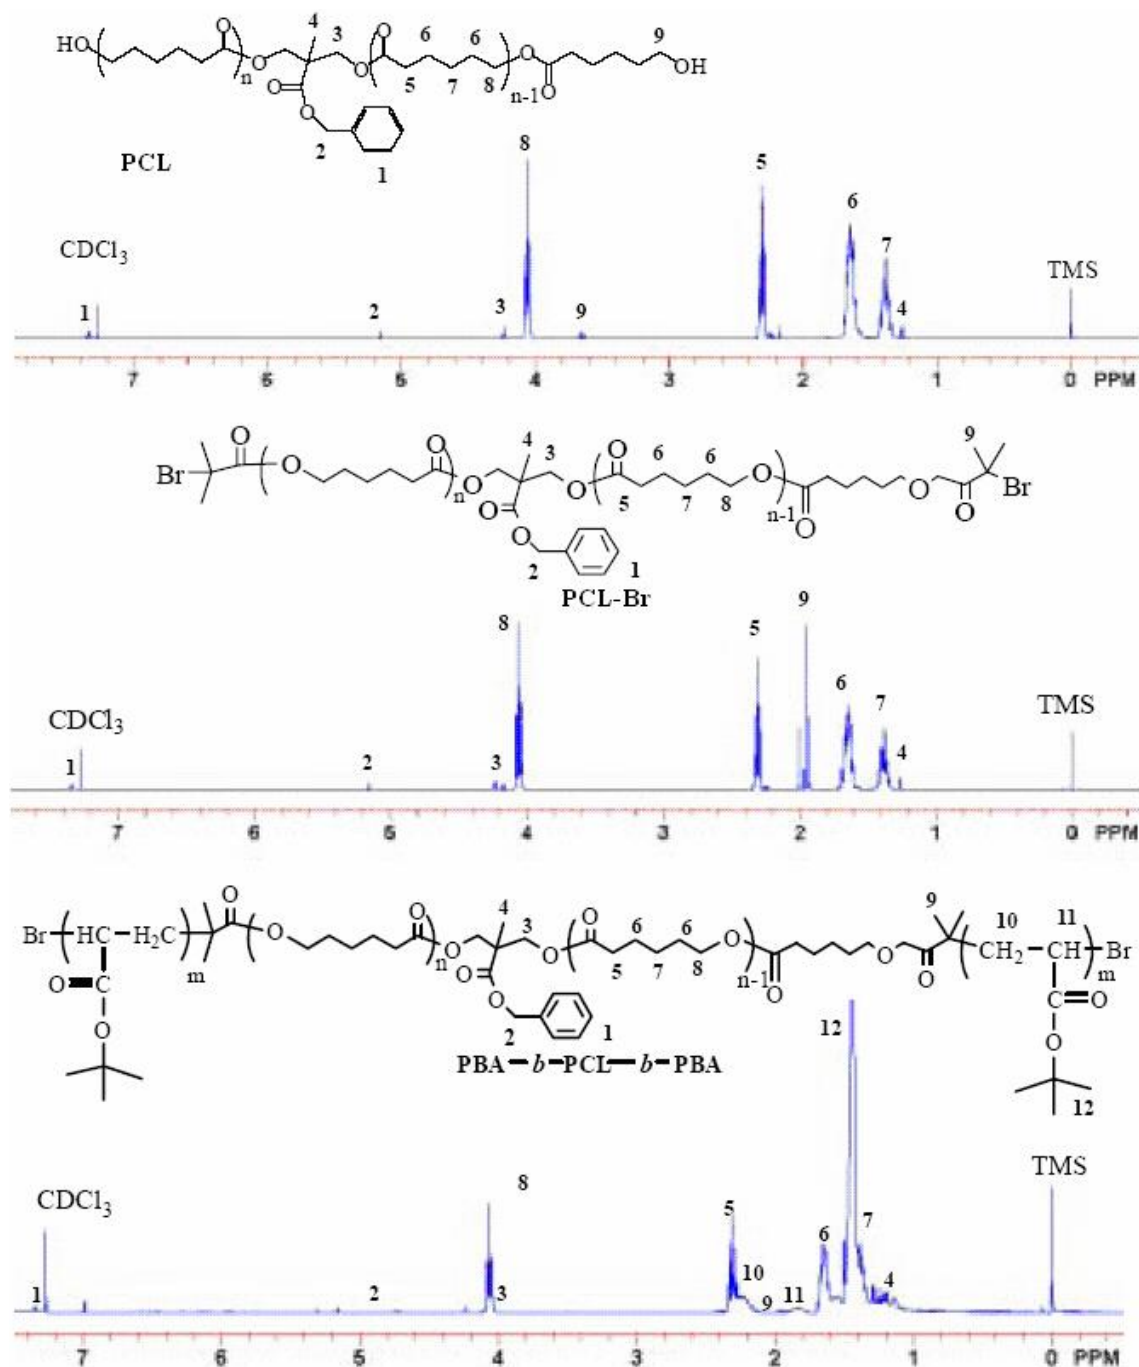 4 3 6 6 9
HO O n O O O n-1 O O OH
O 5 7 8
O O
2 1
PCL
8
5
6
7
CDCl3
TMS
1 2 3 9 4
7 6 5 4 3 2 1 0 PPM
O 4 3 O 6 6 9
Br O O n O O O n-1 O O Br
O 5 7 8 O O
O
2 1
PCL-Br
9
8
5
6
7
CDCl3
TMS
1 2 3 4
7 6 5 4 3 2 1 0 PPM
O O 4 3 O 6 6 9 10 11
Br HC H2C m O n O O O n-1 O O CH2 CH Br m
O O 5 7 8 O O O
O O O
2 1 12
PBA-b-PCL-b-PBA
12
TMS
CDCl3
8
5
6
7
10
1 2 3 9 11 4
7 6 5 4 3 2 1 0 PPM